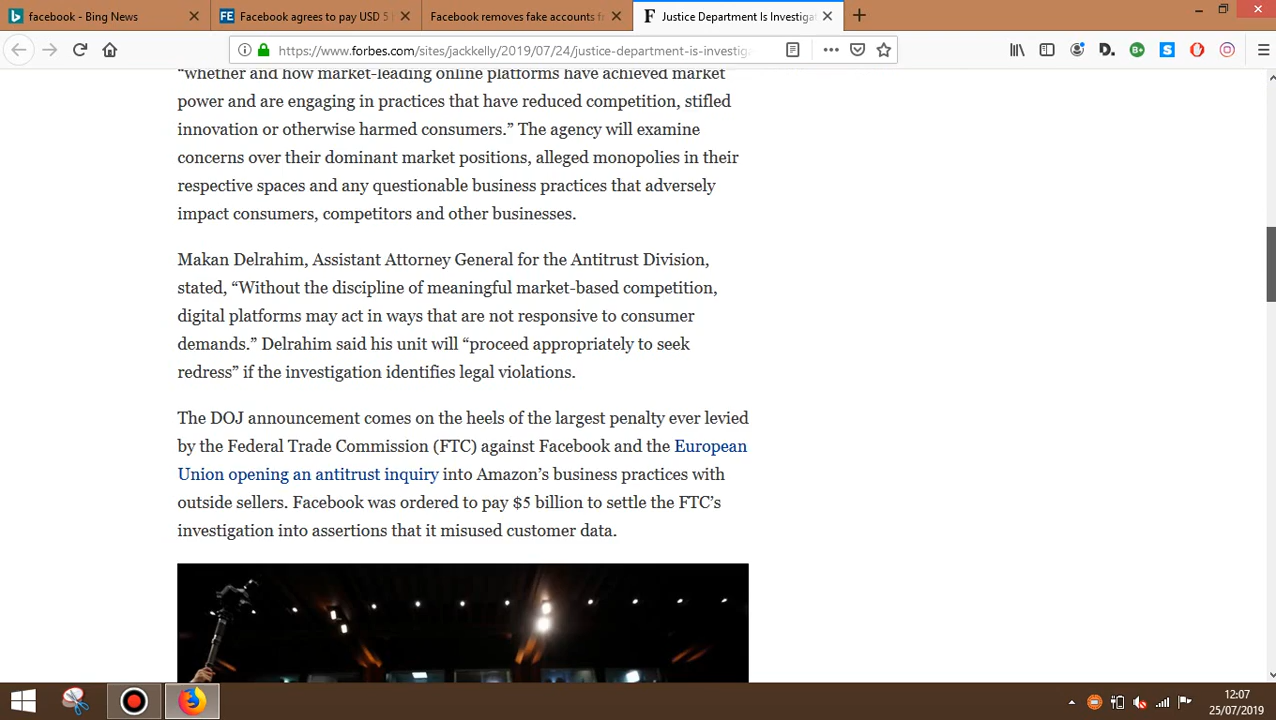 facebook - Bing News
Facebook agrees to pay USD 5
Facebook removes fake accounts f
Justice Department Is Investiga
https://www.forbes.com/sites/jackkelly/2019/07/24/justice-department-is-investig
“whether and how market-leading online platforms have achieved market
power and are engaging in practices that have reduced competition, stifled
innovation or otherwise harmed consumers.” The agency will examine
concerns over their dominant market positions, alleged monopolies in their
respective spaces and any questionable business practices that adversely
impact consumers, competitors and other businesses.
Makan Delrahim, Assistant Attorney General for the Antitrust Division,
stated, “Without the discipline of meaningful market-based competition,
digital platforms may act in ways that are not responsive to consumer
demands.” Delrahim said his unit will “proceed appropriately to seek
redress” if the investigation identifies legal violations.
The DOJ announcement comes on the heels of the largest penalty ever levied
by the Federal Trade Commission (FTC) against Facebook and the European
Union opening an antitrust inquiry into Amazon’s business practices with
outside sellers. Facebook was ordered to pay $5 billion to settle the FTC’s
investigation into assertions that it misused customer data.
12:07
25/07/2019